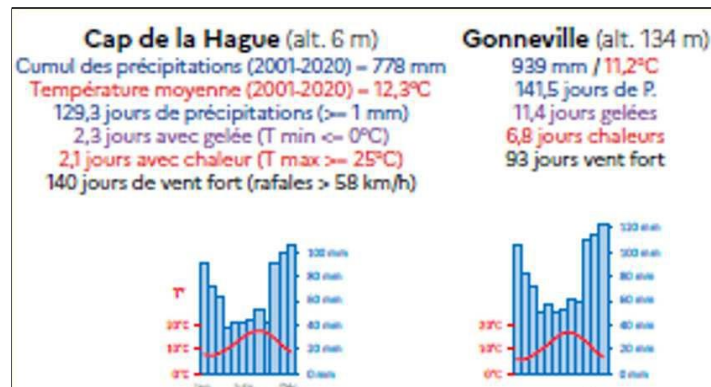 Cap de la Hague (alt. 6 m)
Cumul des précipitations (2001-2020) = 778 mm
Température moyenne (2001-2020) = 12,3°C
129,3 jours de précipitations (>= 1 mm)
2,3 jours avec gelée (T min <= 0°C)
2,1 jours avec chaleur (T max >= 25°C)
140 jours de vent fort (rafales > 58 km/h)
Gonneville (alt. 134 m)
939 mm / 11,2°C
141,5 jours de P.
11,4 jours gelées
6,8 jours chaleurs
93 jours vent fort
T°
100 mm
80 mm
60 mm
40 mm
20 mm
0 mm
20°C
10°C
0°C
120 mm
100 mm
80 mm
60 mm
40 mm
20 mm
0 mm
20°C
10°C
0°C